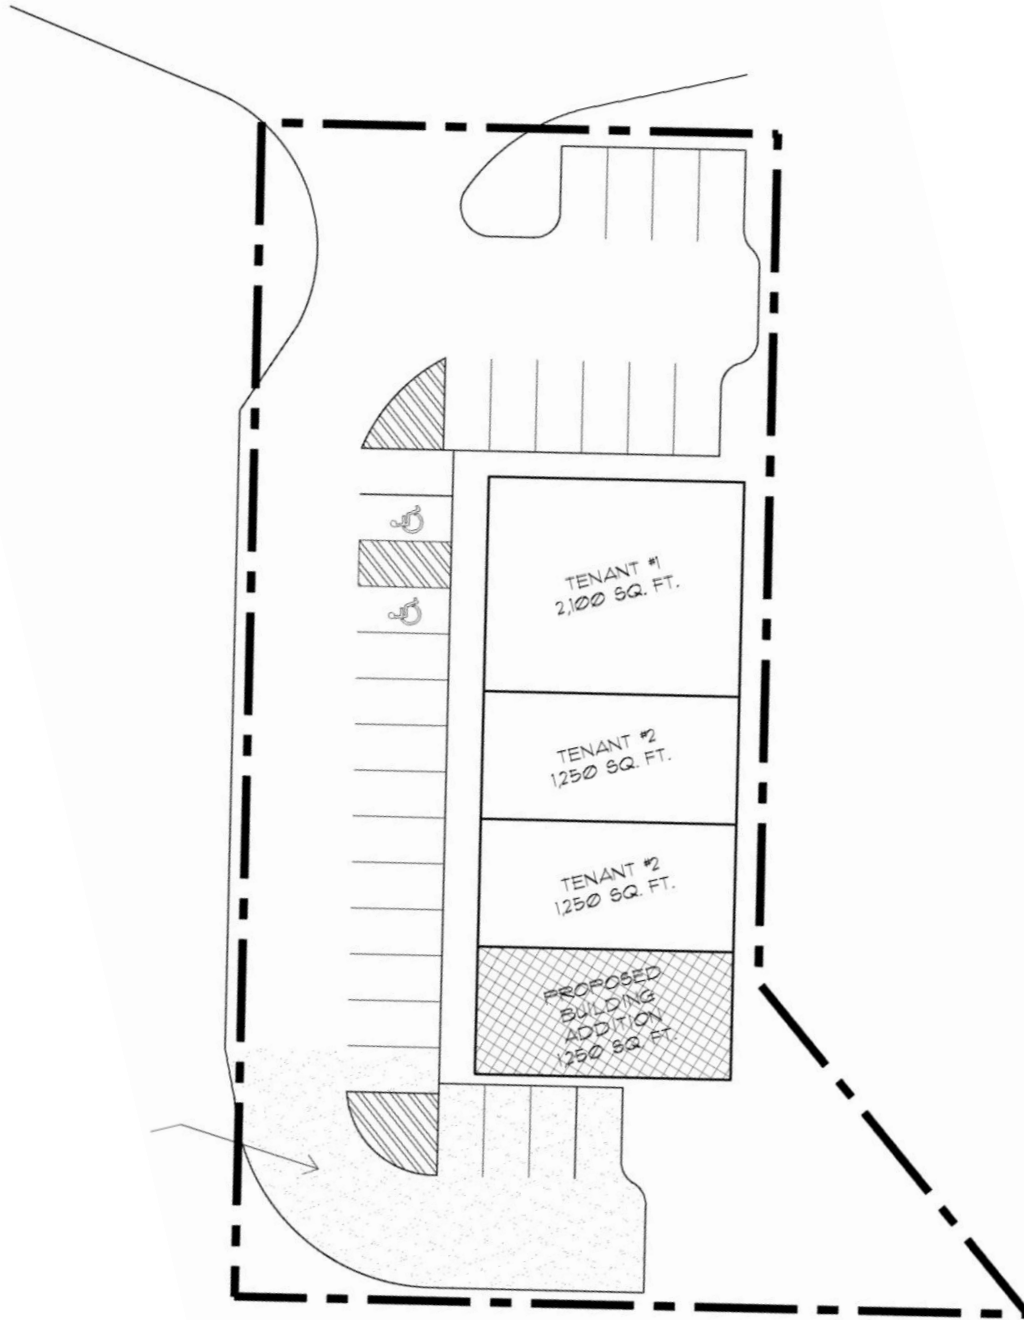 TENANT #1
2,100 SQ. FT.
TENANT #2
1,250 SQ. FT.
TENANT #2
1,250 SQ. FT.
PROPOSED
BUILDING
ADDITION
1,250 SQ. FT.